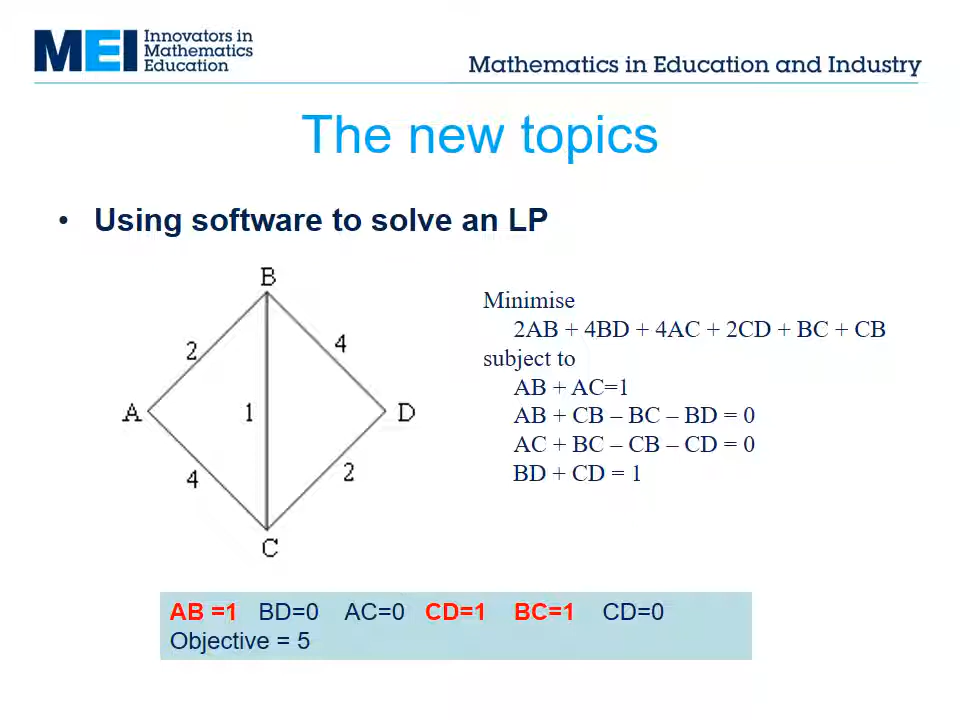 MEI Innovators in
Mathematics
Education
Mathematics in Education and Industry
The new topics
• Using software to solve an LP
B
2
4
A
1
D
4
2
C
Minimise
2AB + 4BD + 4AC + 2CD + BC + CB
subject to
AB + AC=1
AB + CB – BC – BD = 0
AC + BC – CB – CD = 0
BD + CD = 1
AB =1 BD=0 AC=0 CD=1 BC=1 CD=0
Objective = 5